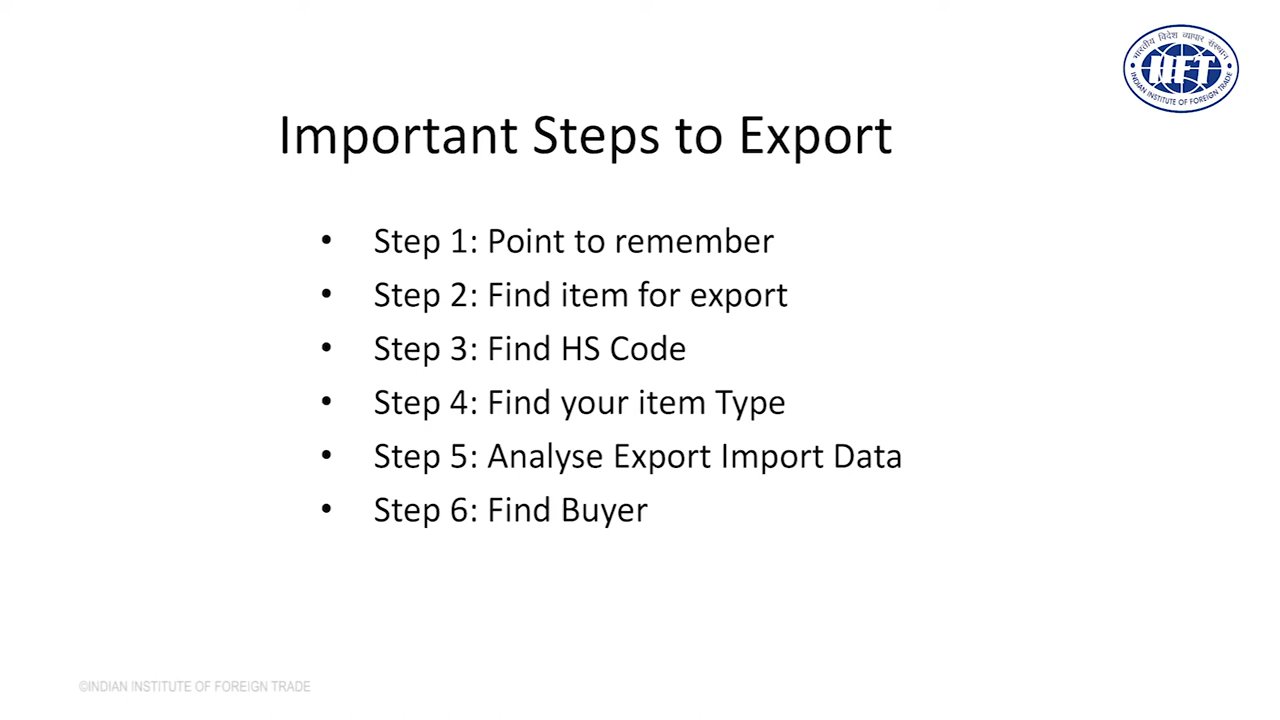 भारतीय विदेश व्यापार संस्थान
IIFT
INDIAN INSTITUTE OF FOREIGN TRADE
Important Steps to Export
• Step 1: Point to remember
• Step 2: Find item for export
• Step 3: Find HS Code
• Step 4: Find your item Type
• Step 5: Analyse Export Import Data
• Step 6: Find Buyer
©INDIAN INSTITUTE OF FOREIGN TRADE